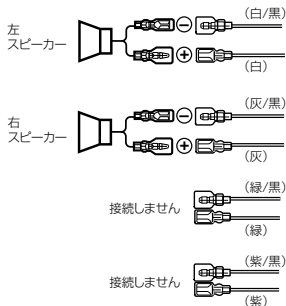 (白/黒)
左
スピーカー
⊖
⊕
(白)
(灰/黒)
右
スピーカー
⊖
⊕
(灰)
(緑/黒)
接続しません
(緑)
(紫/黒)
接続しません
(紫)